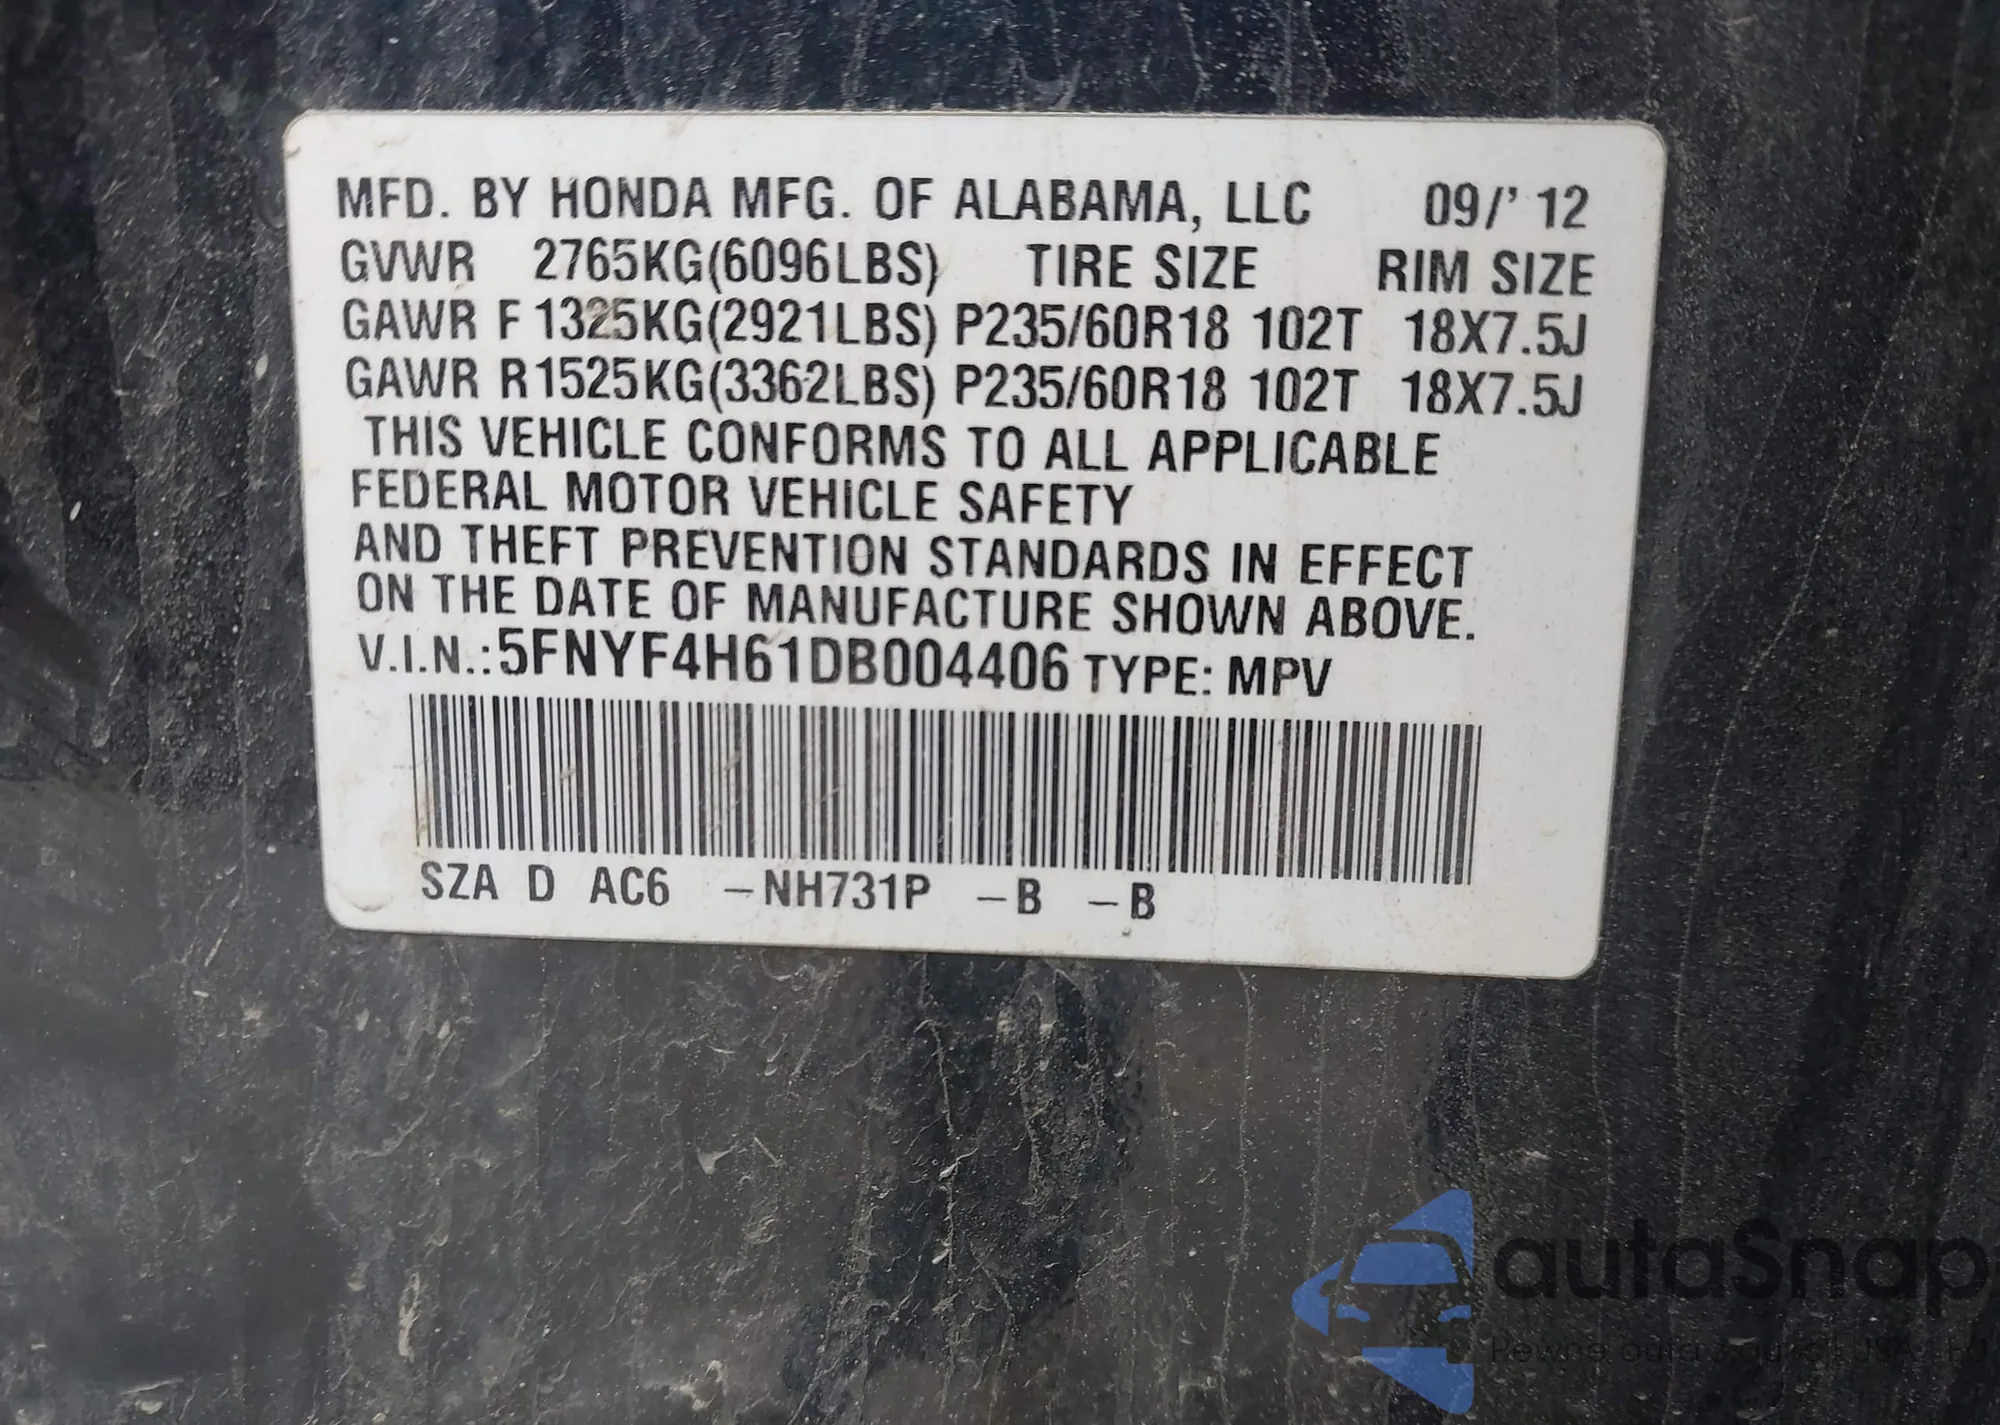 MFD. BY HONDA MFG. OF ALABAMA, LLC 09/' 12
GVWR 2765KG(6096LBS) TIRE SIZE RIM SIZE
GAWR F 1325KG(2921LBS) P235/60R18 102T 18X7.5J
GAWR R 1525KG(3362LBS) P235/60R18 102T 18X7.5J
THIS VEHICLE CONFORMS TO ALL APPLICABLE
FEDERAL MOTOR VEHICLE SAFETY
AND THEFT PREVENTION STANDARDS IN EFFECT
ON THE DATE OF MANUFACTURE SHOWN ABOVE.
V.I.N.:5FNYF4H61DB004406 TYPE: MPV
SZA D AC6 –NH731P –B –B
autaSnap
Pewne auta z